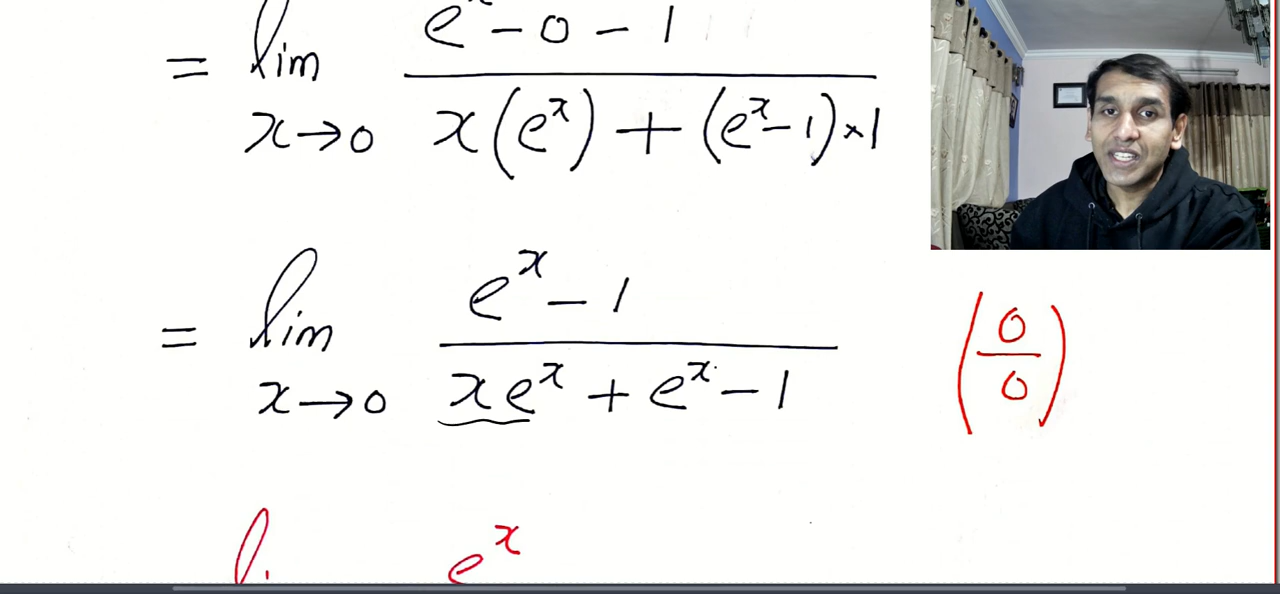 = lim x→0 (e^x - 0 - 1) / (x(e^x) + (e^x - 1)×1)
= lim x→0 (e^x - 1) / (xe^x + e^x - 1) (0/0)
e^x